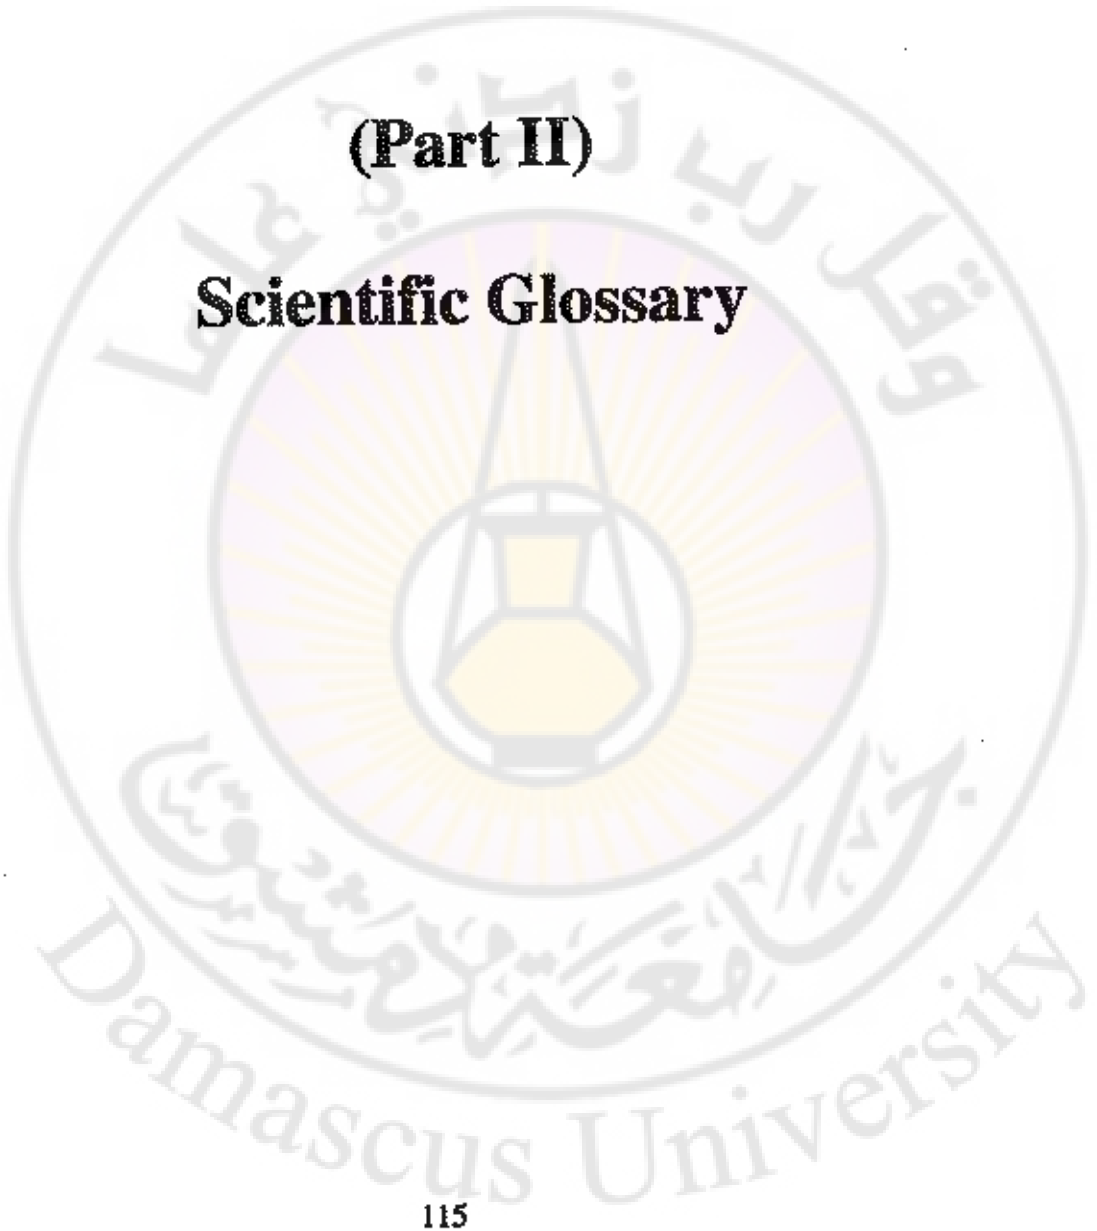 (Part II)
Scientific Glossary
وقل رب زدني علما
جامعة دمشق
Damascus University
115